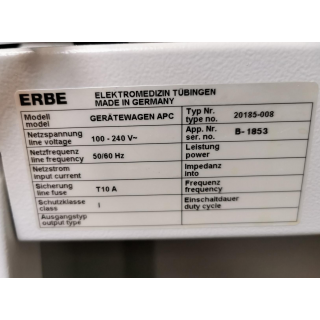 ERBE ELEKTROMEDIZIN TÜBINGEN
MADE IN GERMANY
Modell
model GERÄTEWAGEN APC
Typ Nr.
type no. 20185-008
Netzspannung
line voltage 100 - 240 V~
App. Nr.
ser. no. B-1853
Netzfrequenz
line frequency 50/60 Hz
Leistung
power
Netzstrom
input current
Impedanz
into
Sicherung
line fuse T10 A
Frequenz
frequency
Schutzklasse
class I
Einschaltdauer
duty cycle
Ausgangstyp
output type